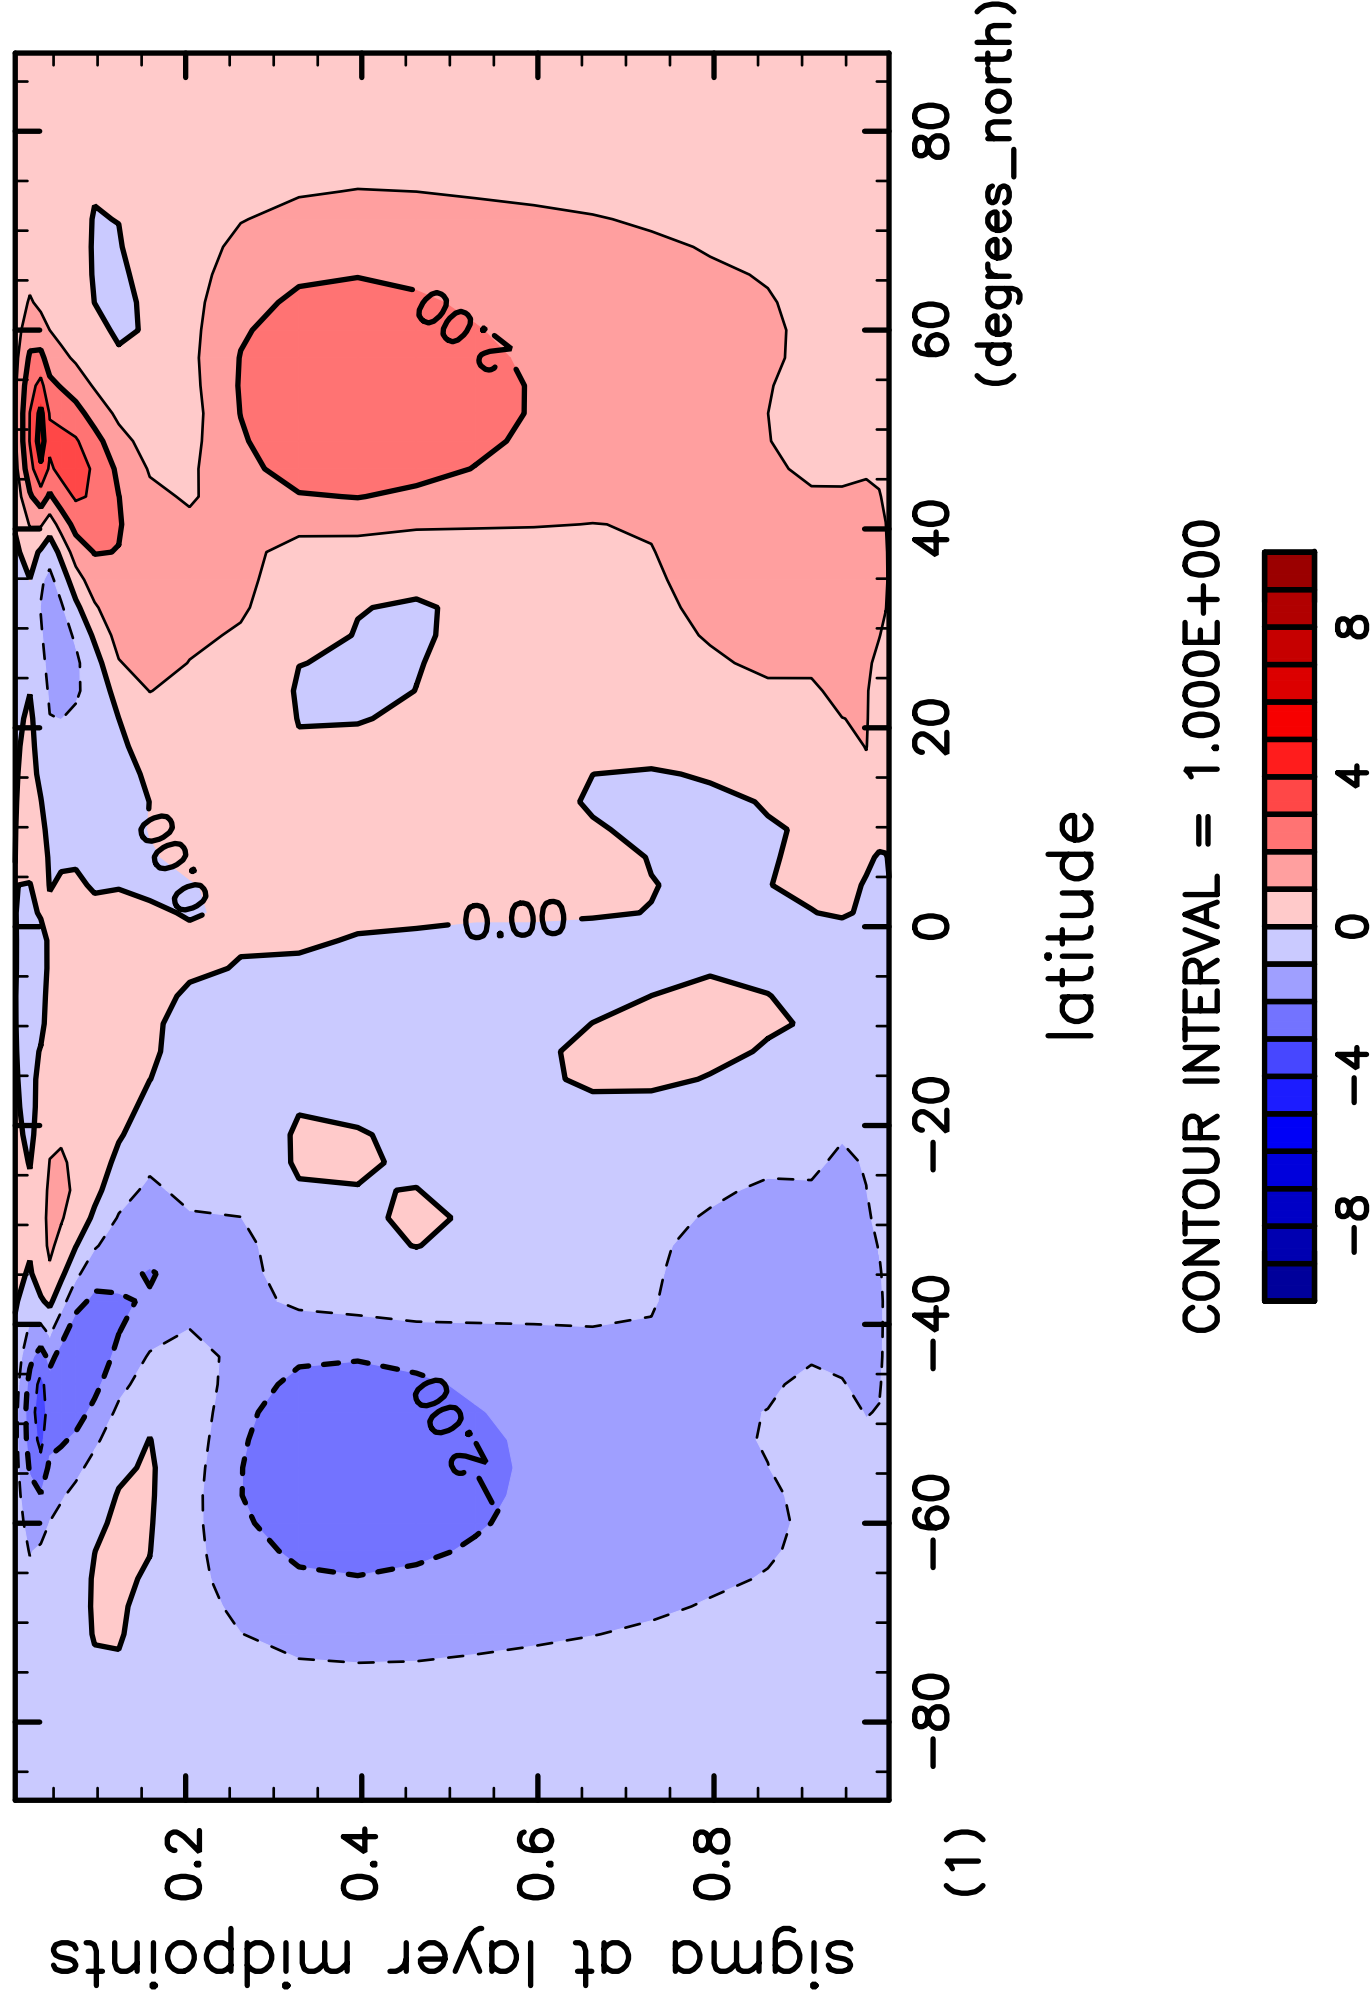 sigma at layer midpoints
0.2
0.4
0.6
0.8
(1)
0.00
0.00
2.00
2.00
−80 −60 −40 −20 0 20 40 60 80
latitude
(degrees_north)
CONTOUR INTERVAL = 1.000E+00
−8 −4 0 4 8